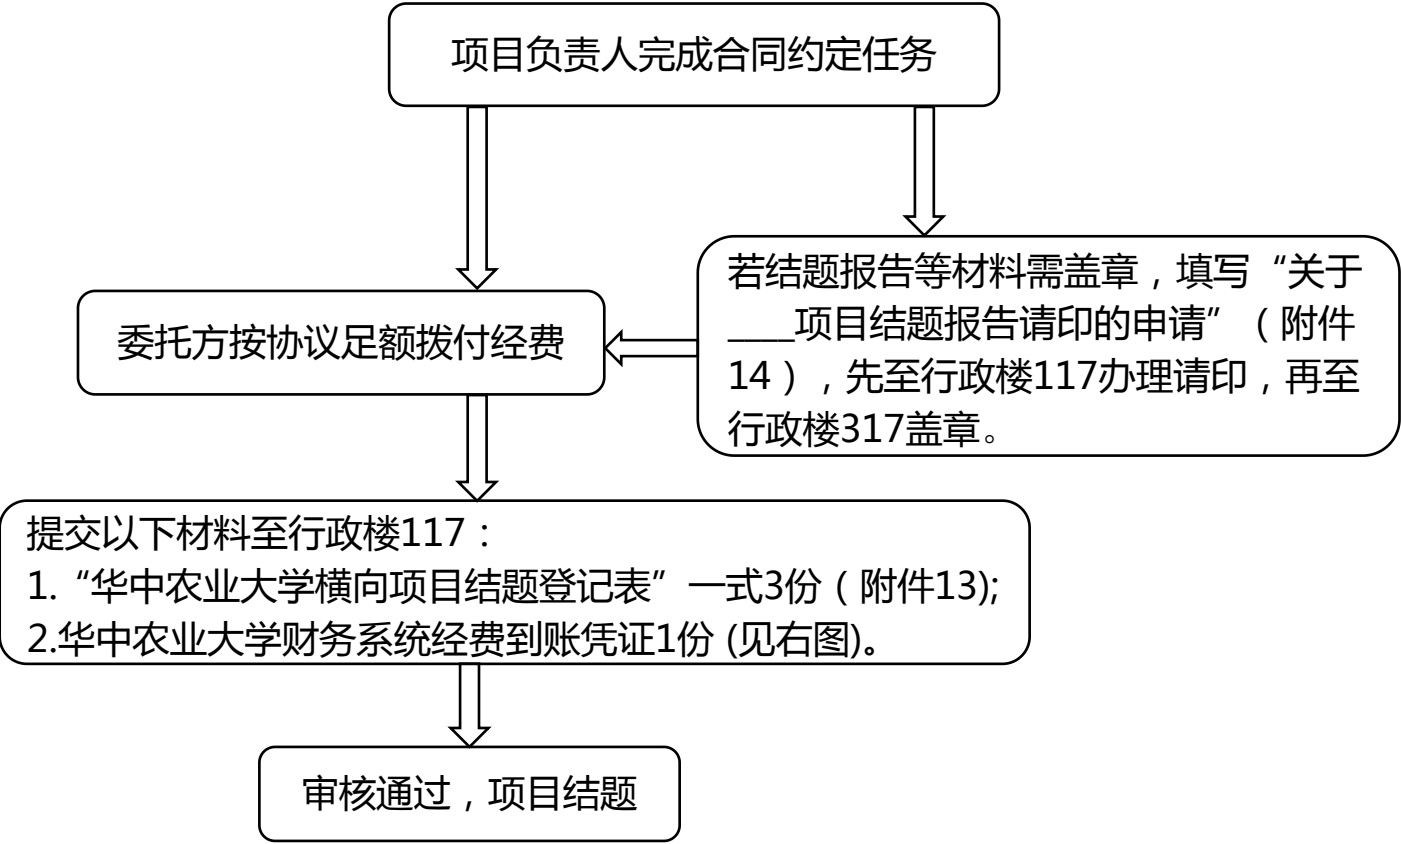 项目负责人完成合同约定任务
若结题报告等材料需盖章，填写“关于
____项目结题报告请印的申请”（附件
14），先至行政楼117办理请印，再至
行政楼317盖章。
委托方按协议足额拨付经费
提交以下材料至行政楼117：
1.“华中农业大学横向项目结题登记表”一式3份（附件13);
2.华中农业大学财务系统经费到账凭证1份 (见右图)。
审核通过，项目结题